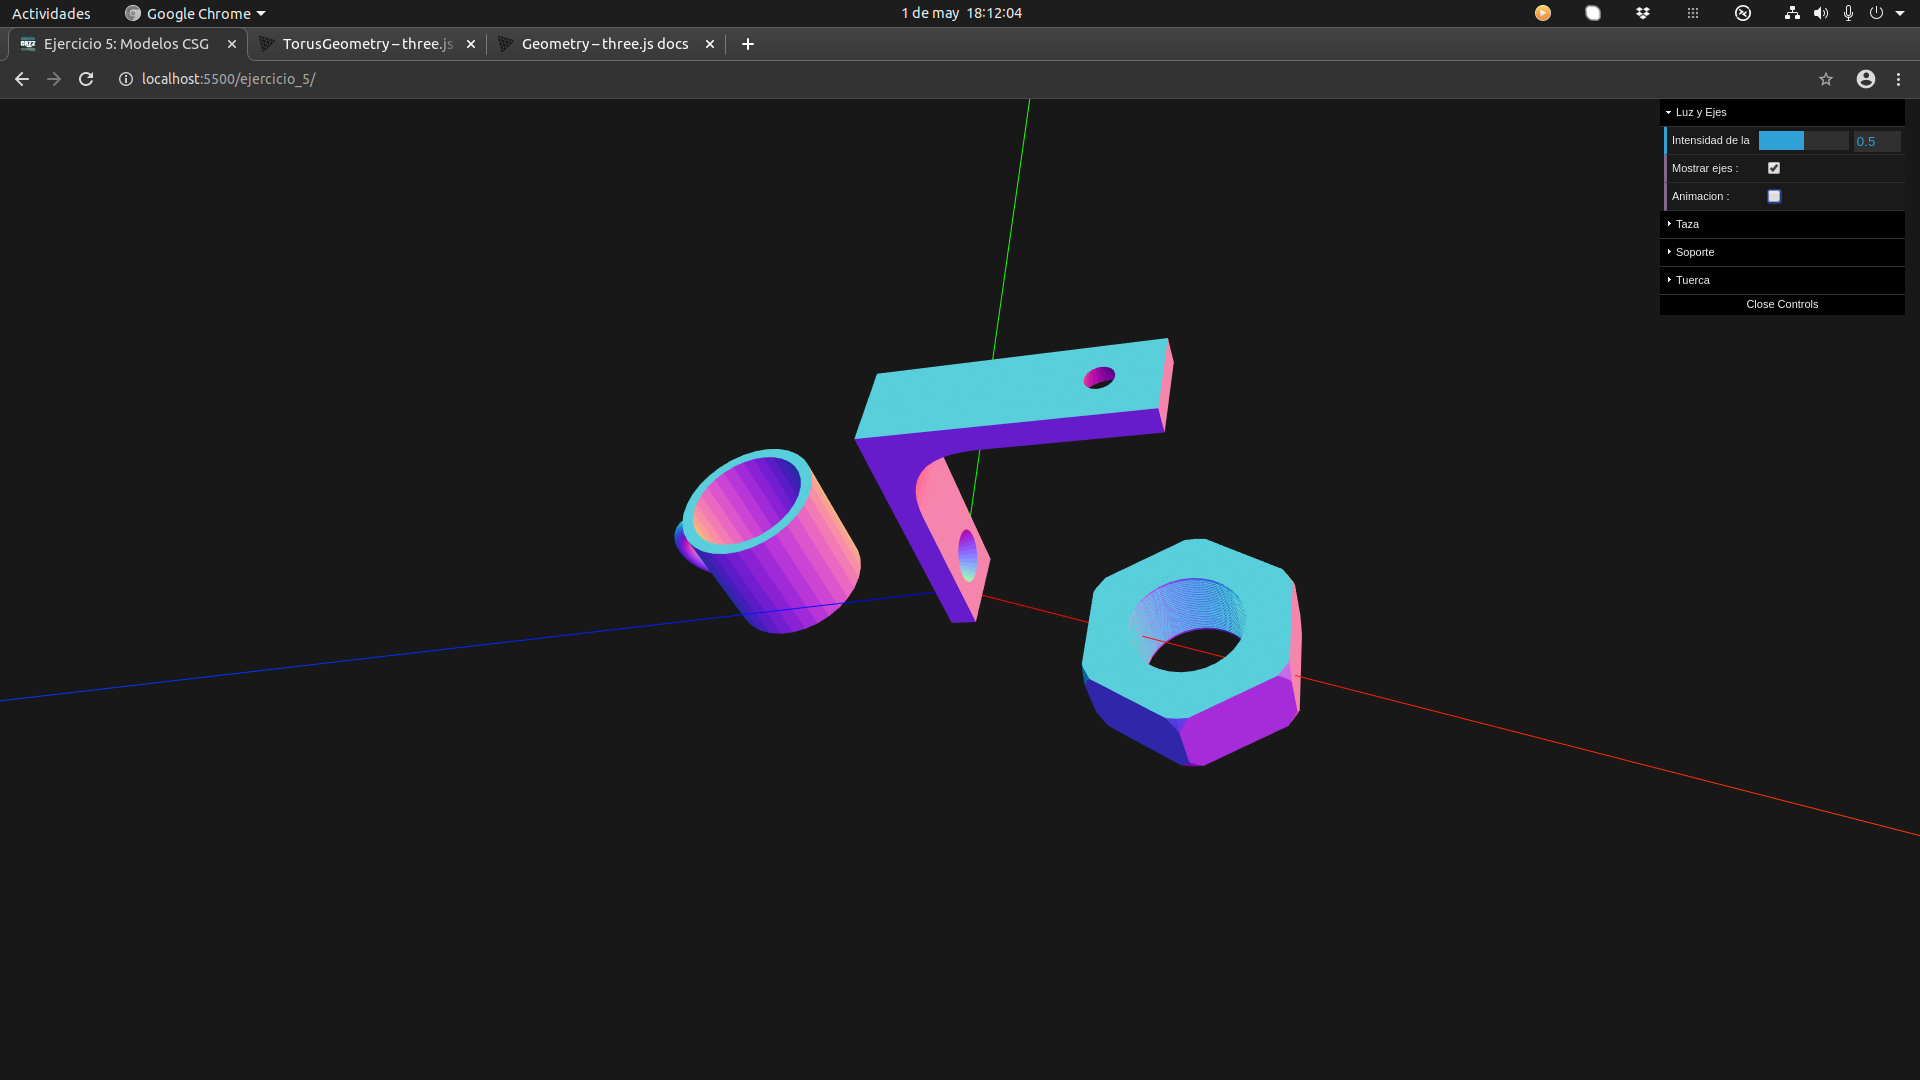 Actividades Google Chrome 1 de may 18:12:04
Ejercicio 5: Modelos CSG TorusGeometry – three.js Geometry – three.js docs
localhost:5500/ejercicio_5/
Luz y Ejes
Intensidad de la 0.5
Mostrar ejes :
Animacion :
Taza
Soporte
Tuerca
Close Controls